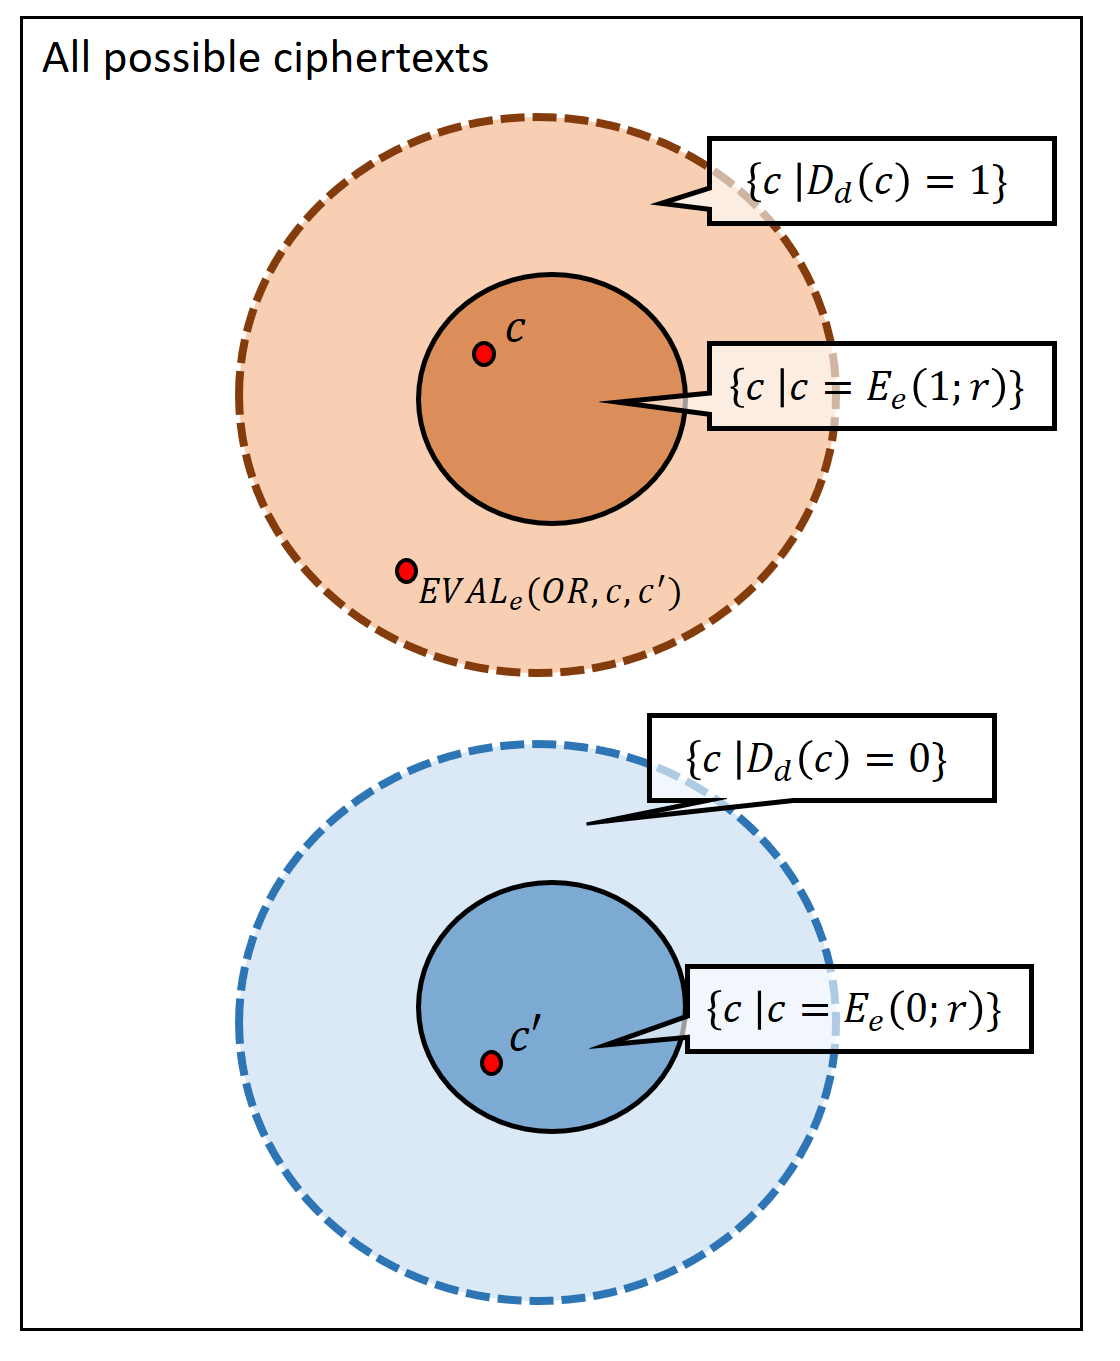 All possible ciphertexts
{c |D_d(c) = 1}
c
{c |c = E_e(1; r)}
EVAL_e(OR, c, c′)
{c |D_d(c) = 0}
{c |c = E_e(0; r)}
c′